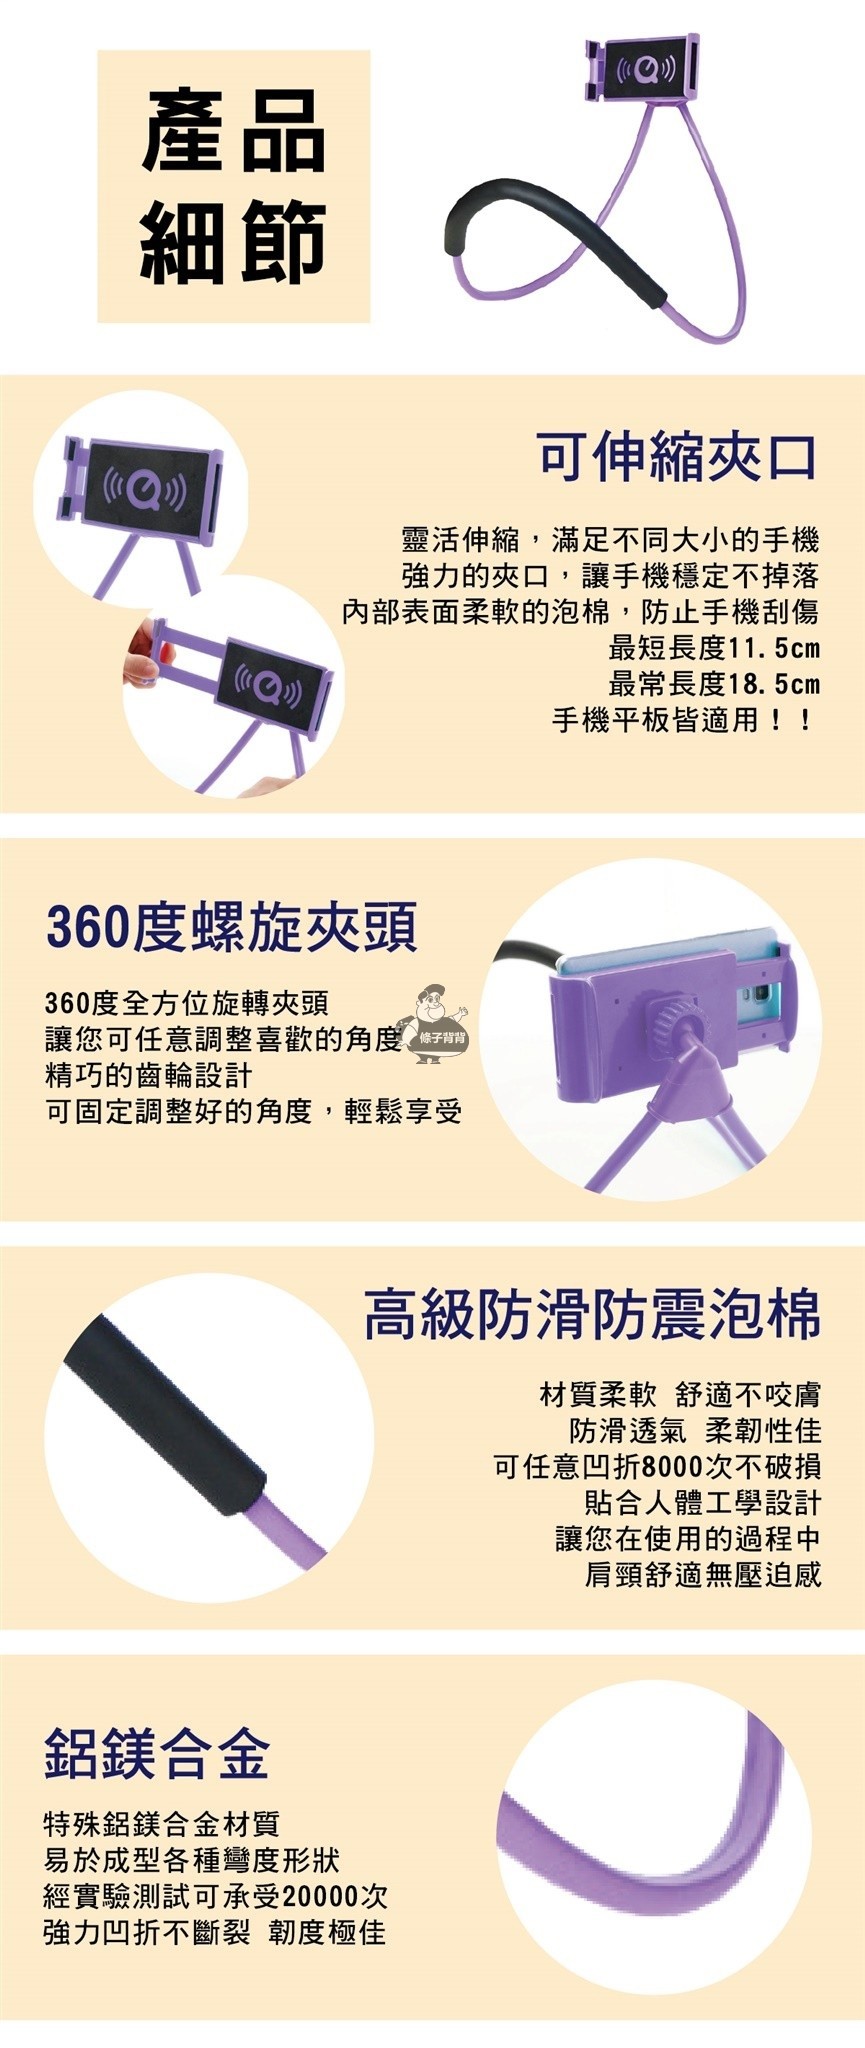 產品
細節
可伸縮夾口
靈活伸縮，滿足不同大小的手機
強力的夾口，讓手機穩定不掉落
內部表面柔軟的泡棉，防止手機刮傷
最短長度11.5cm
最常長度18.5cm
手機平板皆適用！！
360度螺旋夾頭
360度全方位旋轉夾頭
讓您可任意調整喜歡的角度
精巧的齒輪設計
可固定調整好的角度，輕鬆享受
條子背背
高級防滑防震泡棉
材質柔軟 舒適不咬膚
防滑透氣 柔韌性佳
可任意凹折8000次不破損
貼合人體工學設計
讓您在使用的過程中
肩頸舒適無壓迫感
鋁鎂合金
特殊鋁鎂合金材質
易於成型各種彎度形狀
經實驗測試可承受20000次
強力凹折不斷裂 韌度極佳